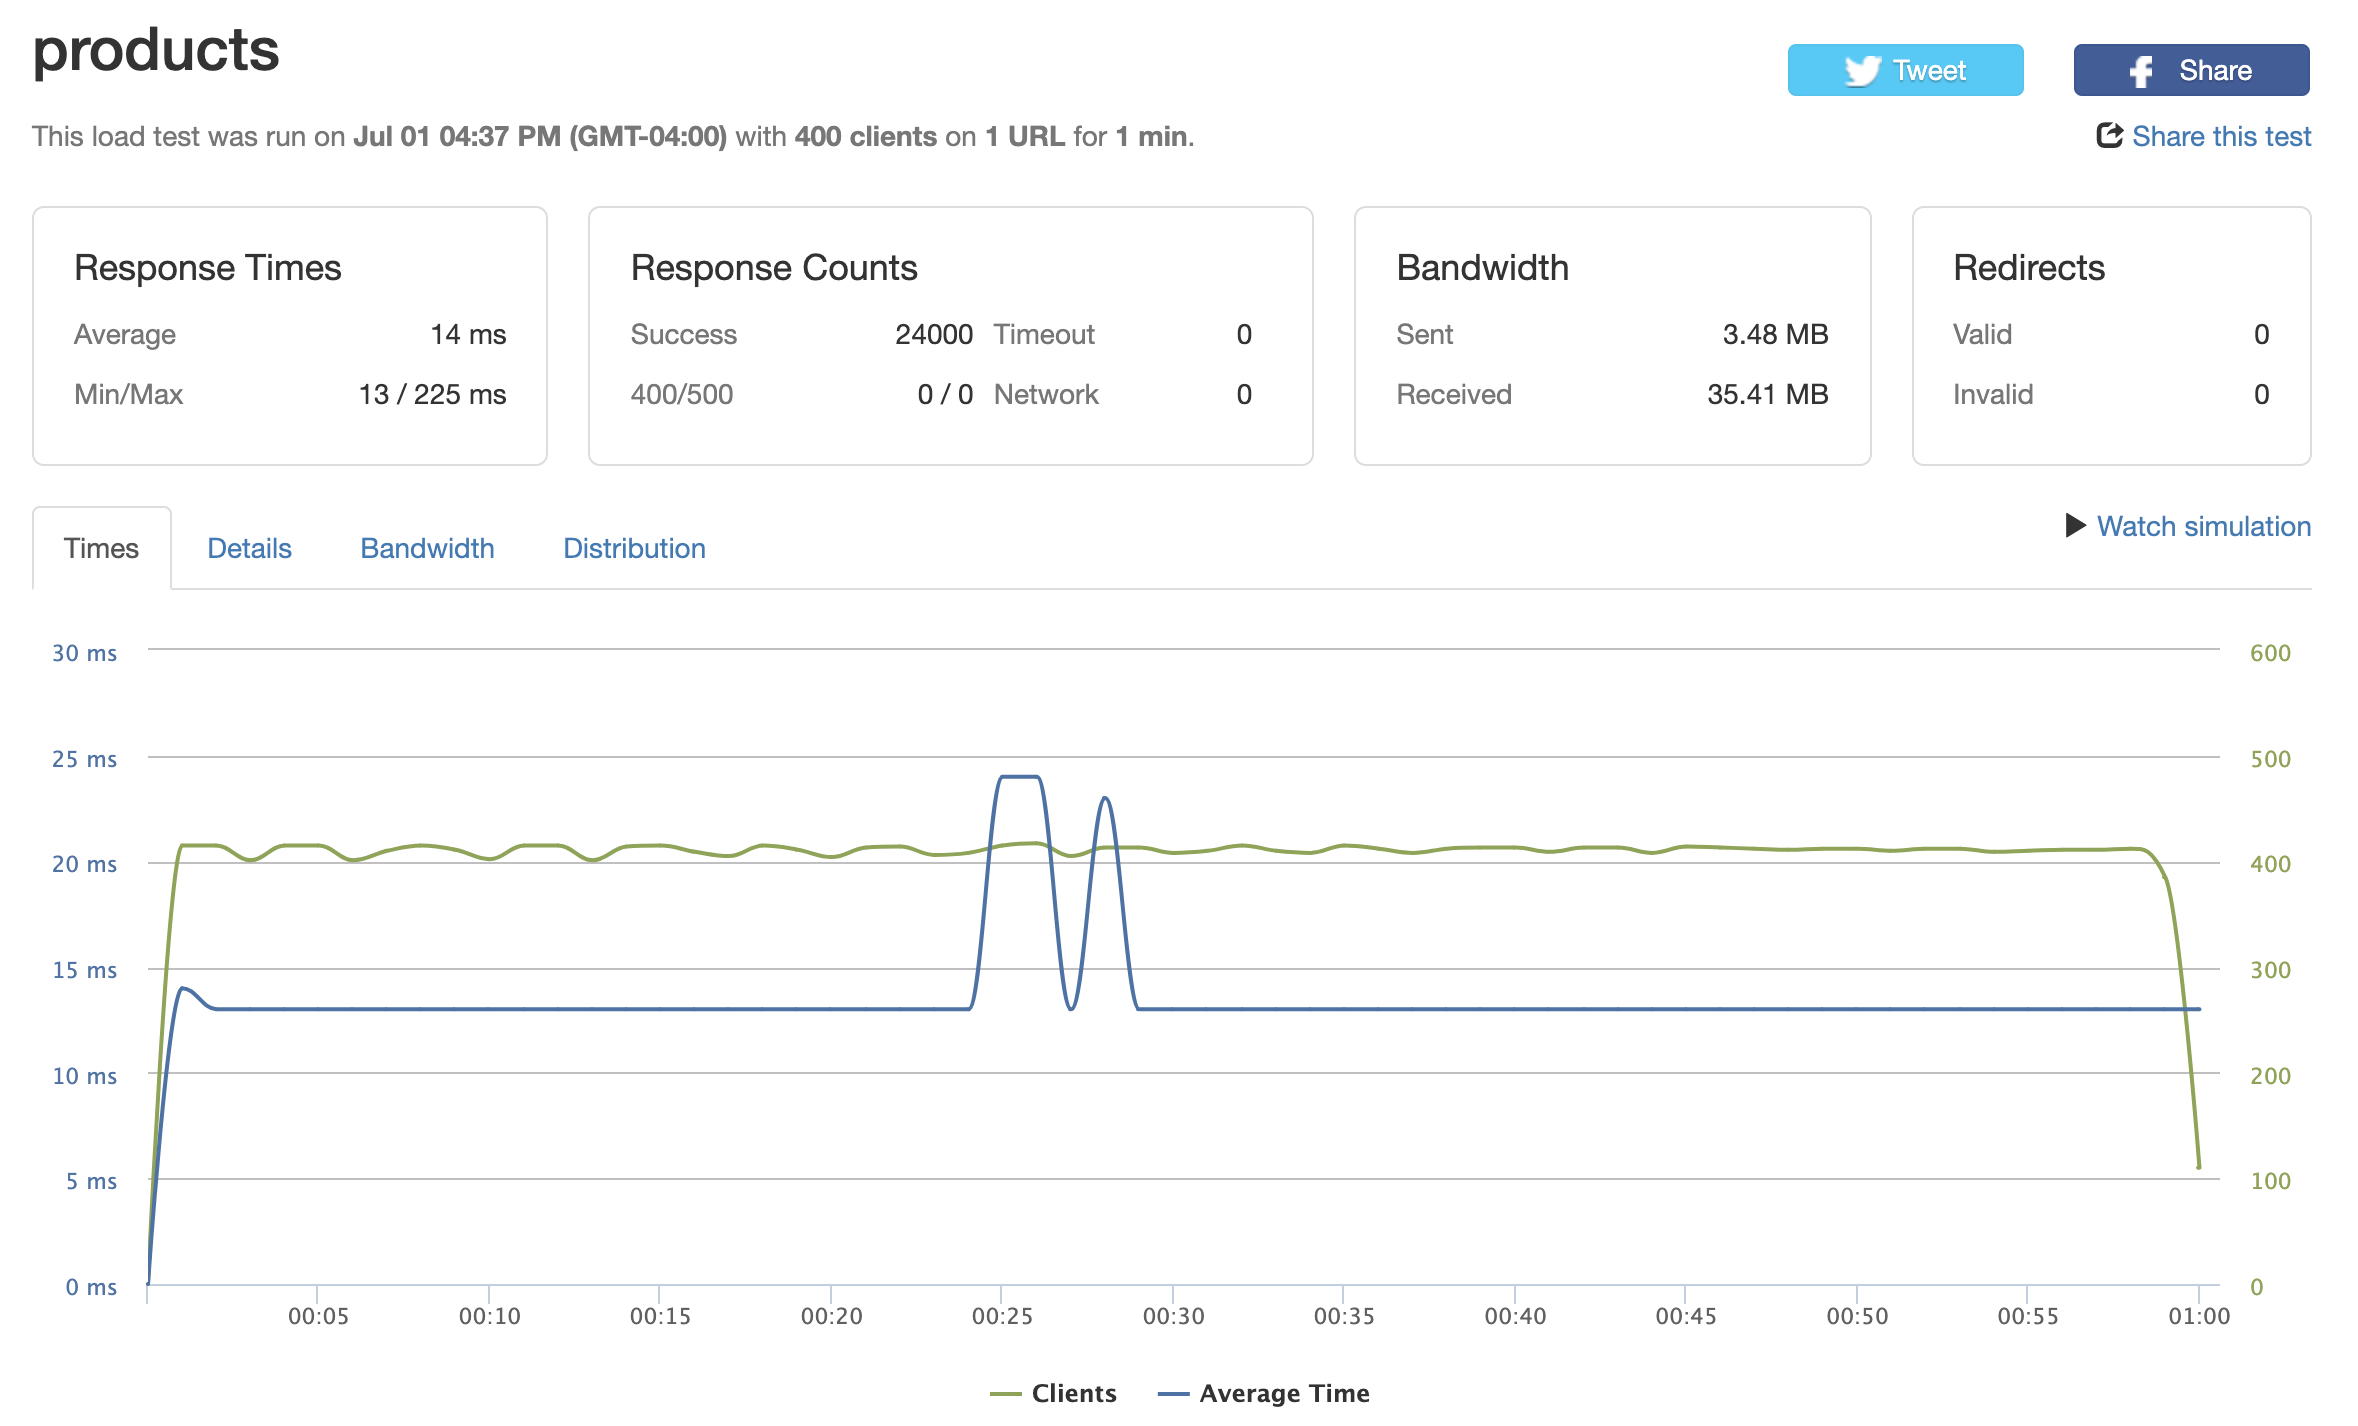 products
Tweet
Share
This load test was run on Jul 01 04:37 PM (GMT-04:00) with 400 clients on 1 URL for 1 min.
Share this test
Response Times
Average 14 ms
Min/Max 13 / 225 ms
Response Counts
Success 24000 Timeout 0
400/500 0 / 0 Network 0
Bandwidth
Sent 3.48 MB
Received 35.41 MB
Redirects
Valid 0
Invalid 0
Times Details Bandwidth Distribution
Watch simulation
30 ms 600
25 ms 500
20 ms 400
15 ms 300
10 ms 200
5 ms 100
0 ms 0
00:05 00:10 00:15 00:20 00:25 00:30 00:35 00:40 00:45 00:50 00:55 01:00
Clients Average Time